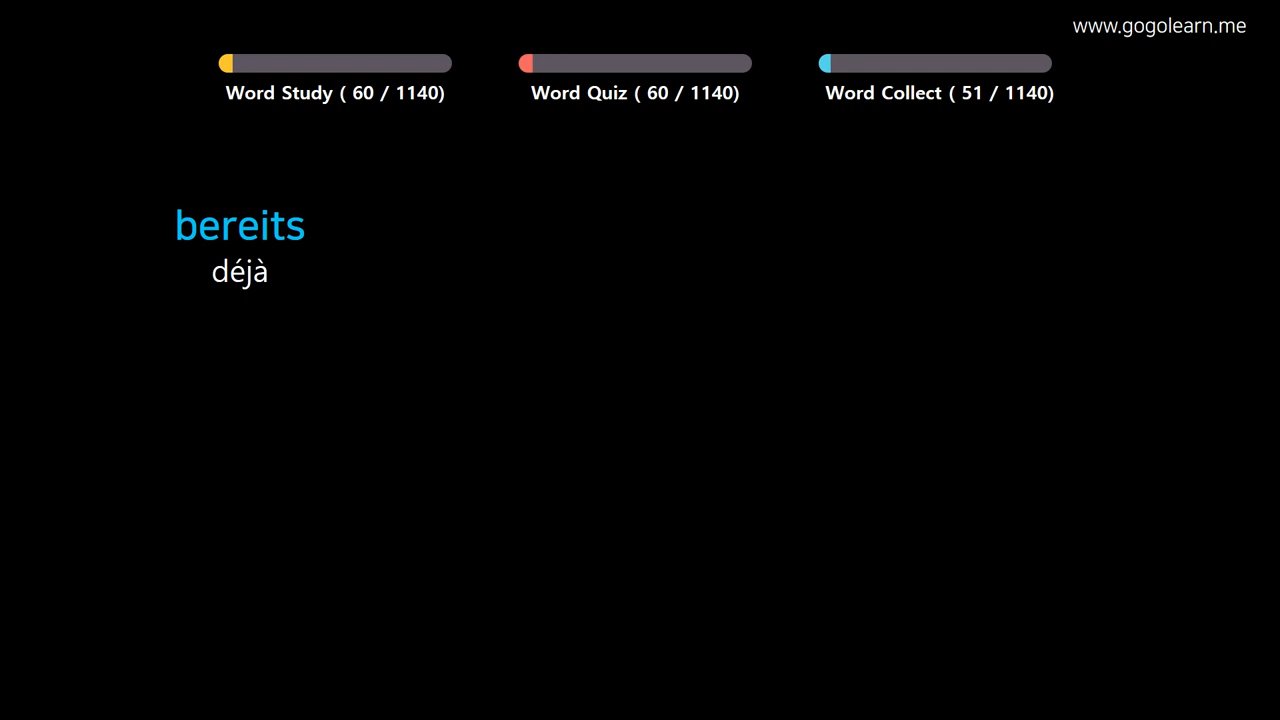 www.gogolearn.me
Word Study ( 60 / 1140)
Word Quiz ( 60 / 1140)
Word Collect ( 51 / 1140)
bereits
déjà